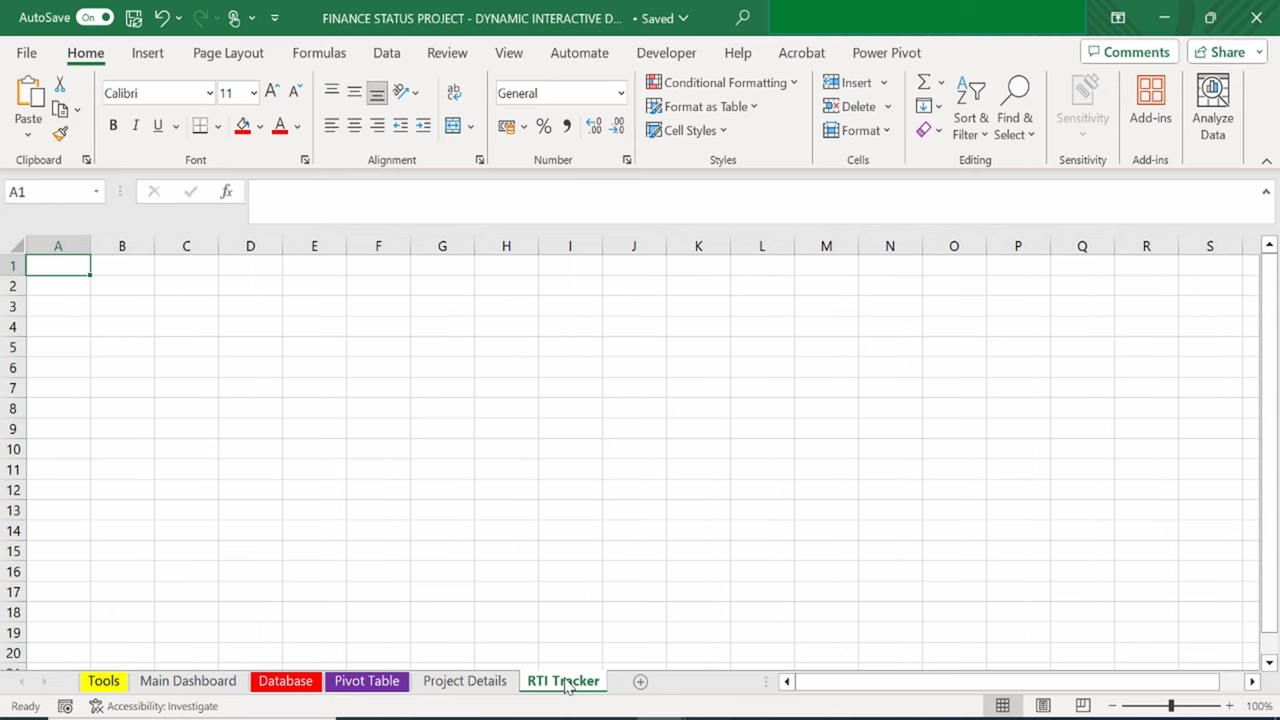 AutoSave On FINANCE STATUS PROJECT - DYNAMIC INTERACTIVE D... • Saved
File Home Insert Page Layout Formulas Data Review View Automate Developer Help Acrobat Power Pivot Comments Share
Paste Calibri 11 General Conditional Formatting Insert Sort & Filter Find & Select Sensitivity Add-ins Analyze Data
B I U Format as Table Delete
Cell Styles Format
Clipboard Font Alignment Number Styles Cells Editing Sensitivity Add-ins
A1 fx
A B C D E F G H I J K L M N O P Q R S
1
2
3
4
5
6
7
8
9
10
11
12
13
14
15
16
17
18
19
20
Tools Main Dashboard Database Pivot Table Project Details RTI Tracker
Ready Accessibility: Investigate 100%